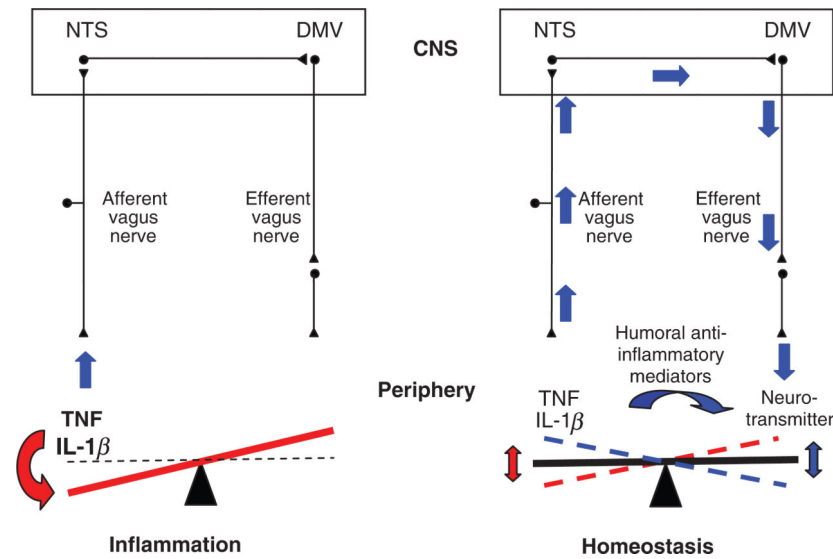 NTS
DMV
CNS
NTS
DMV
Afferent
vagus
nerve
Efferent
vagus
nerve
Afferent
vagus
nerve
Efferent
vagus
nerve
Humoral anti-
inflammatory
mediators
Periphery
TNF
IL-1β
TNF
IL-1β
Neuro-
transmitter
Inflammation
Homeostasis